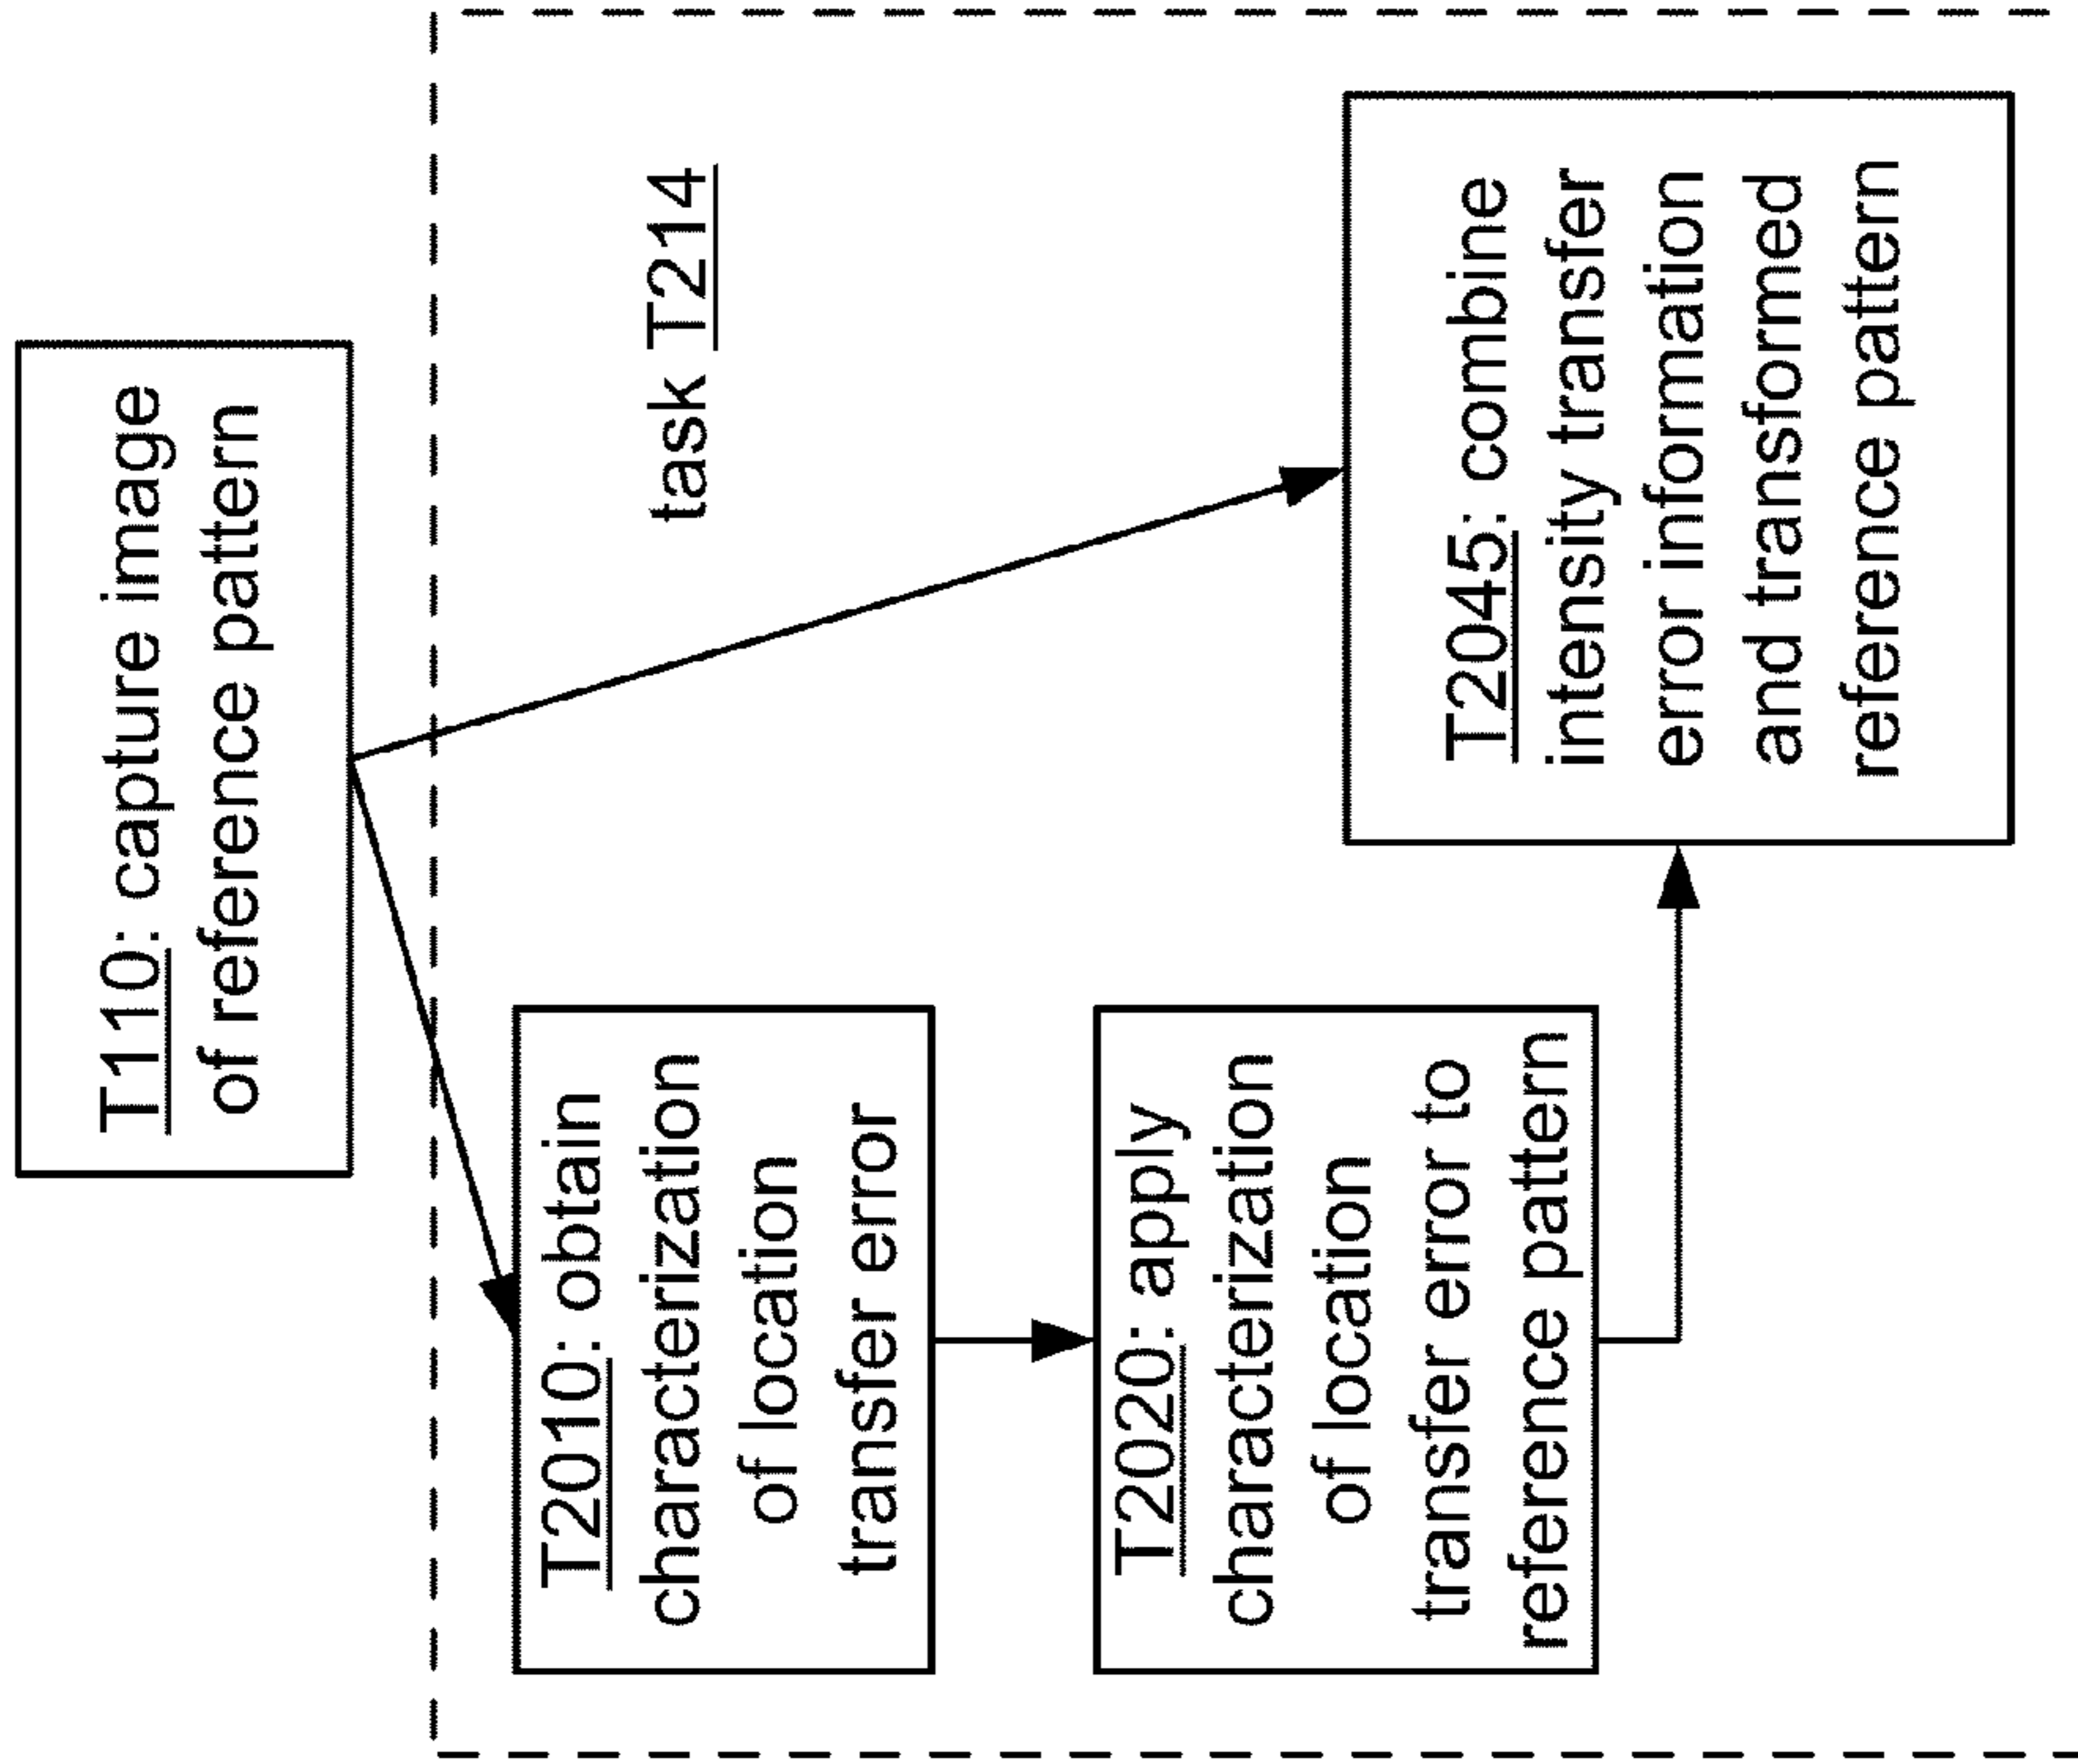 T110: capture image
of reference pattern
task T214
T2010: obtain
characterization
of location
transfer error
T2020: apply
characterization
of location
transfer error to
reference pattern
T2045: combine
intensity transfer
error information
and transformed
reference pattern